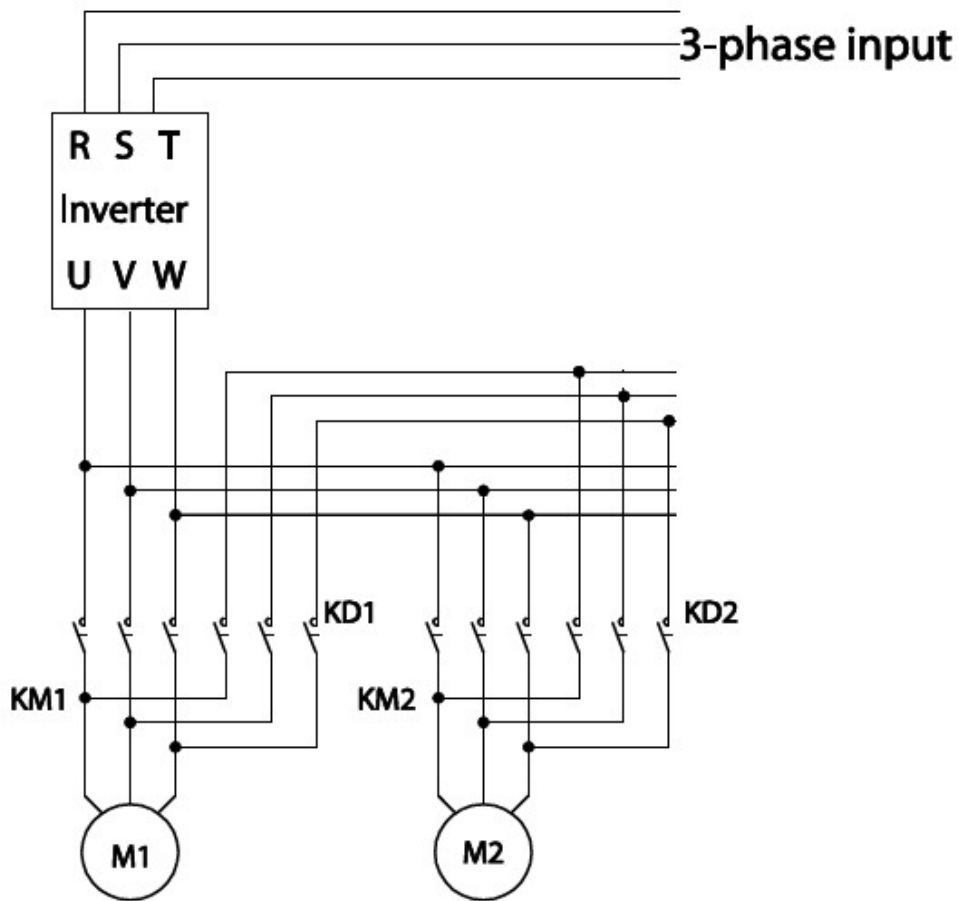 3-phase input
R S T
Inverter
U V W
KD1
KD2
KM1
KM2
M1
M2